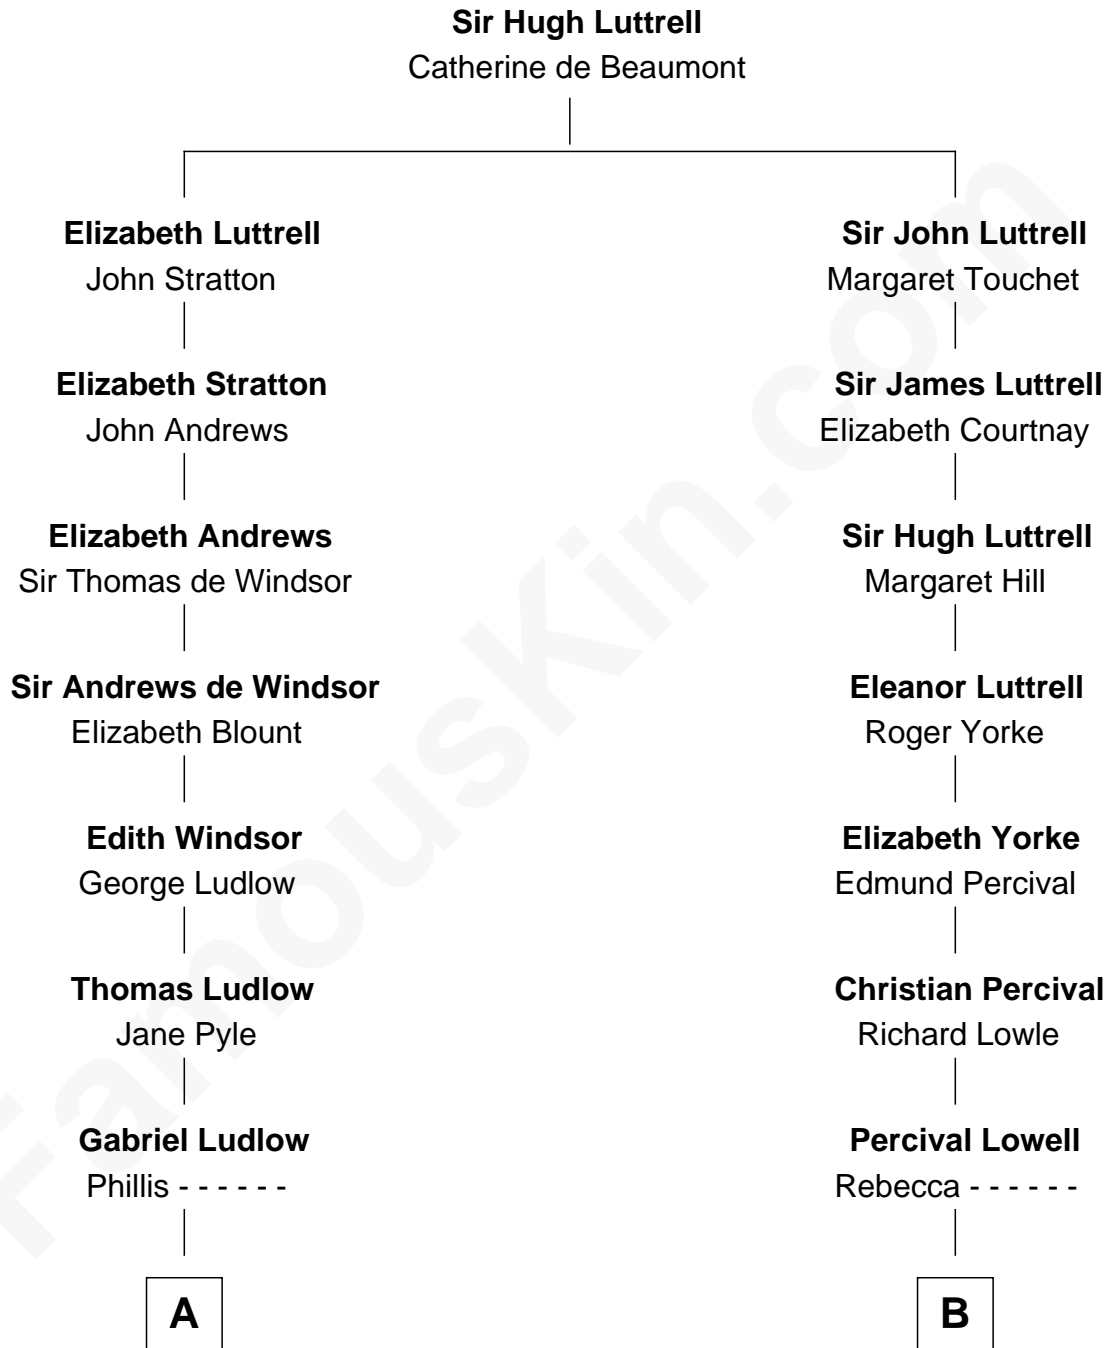 Sir Hugh Luttrell
Catherine de Beaumont
Elizabeth Luttrell
John Stratton
Sir John Luttrell
Margaret Touchet
Elizabeth Stratton
John Andrews
Sir James Luttrell
Elizabeth Courtnay
Elizabeth Andrews
Sir Thomas de Windsor
Sir Hugh Luttrell
Margaret Hill
Sir Andrews de Windsor
Elizabeth Blount
Eleanor Luttrell
Roger Yorke
Edith Windsor
George Ludlow
Elizabeth Yorke
Edmund Percival
Thomas Ludlow
Jane Pyle
Christian Percival
Richard Lowle
Gabriel Ludlow
Phillis - - - - - -
Percival Lowell
Rebecca - - - - - -
A
B
FamousKin.com